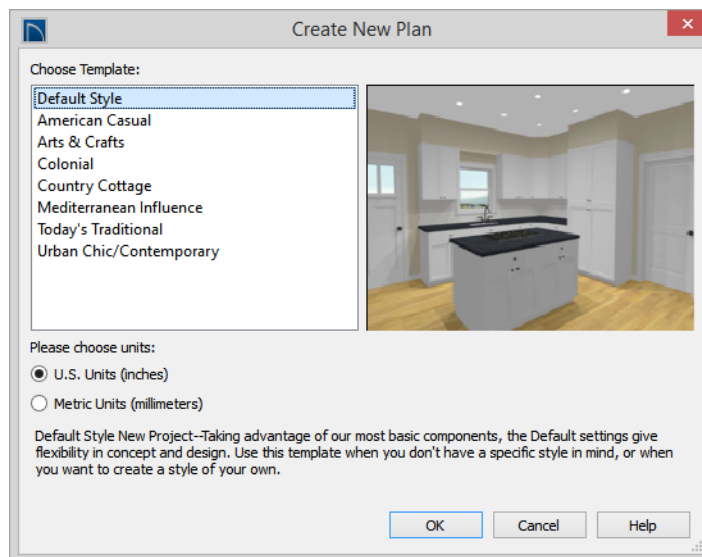 Create New Plan
Choose Template:
Default Style
American Casual
Arts & Crafts
Colonial
Country Cottage
Mediterranean Influence
Today's Traditional
Urban Chic/Contemporary
Please choose units:
U.S. Units (inches)
Metric Units (millimeters)
Default Style New Project--Taking advantage of our most basic components, the Default settings give
flexibility in concept and design. Use this template when you don't have a specific style in mind, or when
you want to create a style of your own.
OK Cancel Help